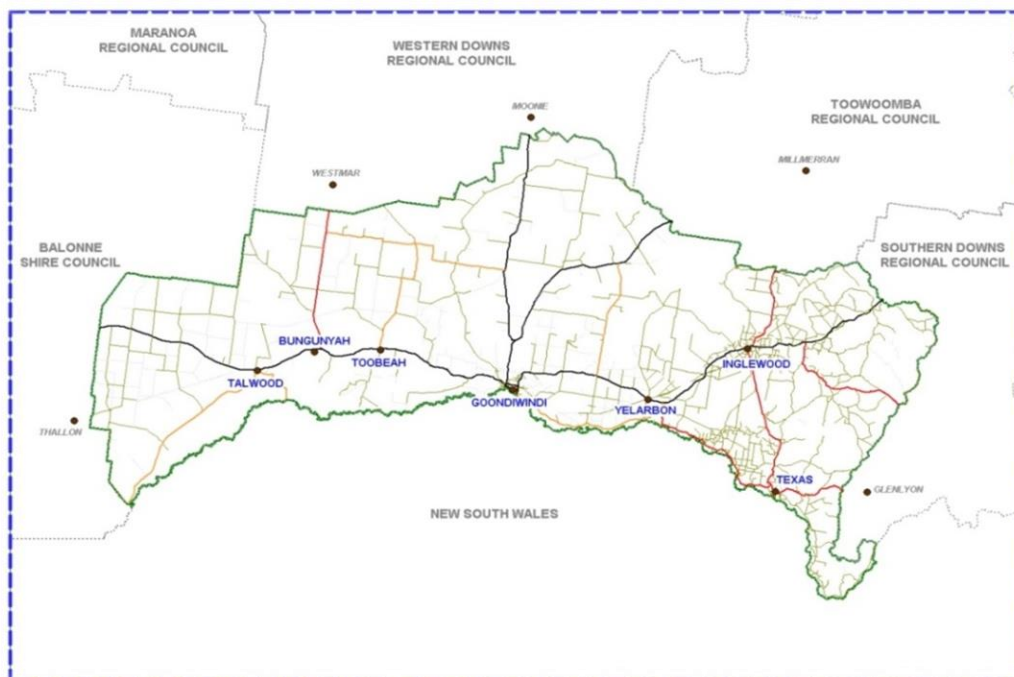 MARANOA
REGIONAL COUNCIL
WESTERN DOWNS
REGIONAL COUNCIL
MOONIE
TOOWOOMBA
REGIONAL COUNCIL
MILLMERRAN
WESTMAR
BALONNE
SHIRE COUNCIL
SOUTHERN DOWNS
REGIONAL COUNCIL
BUNGUNYAH
TOOBEAH
INGLEWOOD
TALWOOD
GOONDIWINDI
YELARBON
THALLON
TEXAS
GLENLYON
NEW SOUTH WALES